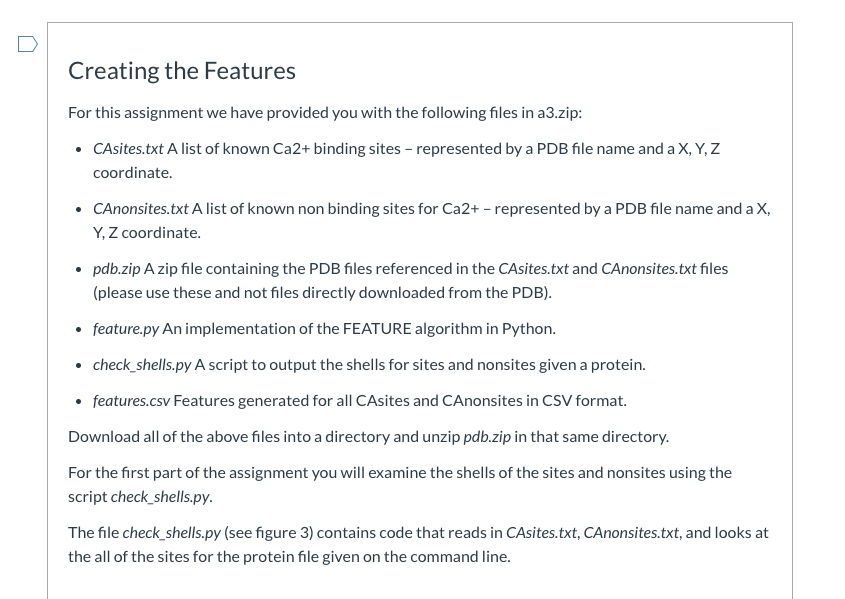 Creating the Features
For this assignment we have provided you with the following files in a3.zip:
• CAsites.txt A list of known Ca2+ binding sites – represented by a PDB file name and a X, Y, Z
coordinate.
• CAnonsites.txt A list of known non binding sites for Ca2+ – represented by a PDB file name and a X,
Y, Z coordinate.
• pdb.zip A zip file containing the PDB files referenced in the CAsites.txt and CAnonsites.txt files
(please use these and not files directly downloaded from the PDB).
• feature.py An implementation of the FEATURE algorithm in Python.
• check_shells.py A script to output the shells for sites and nonsites given a protein.
• features.csv Features generated for all CAsites and CAnonsites in CSV format.
Download all of the above files into a directory and unzip pdb.zip in that same directory.
For the first part of the assignment you will examine the shells of the sites and nonsites using the
script check_shells.py.
The file check_shells.py (see figure 3) contains code that reads in CAsites.txt, CAnonsites.txt, and looks at
the all of the sites for the protein file given on the command line.